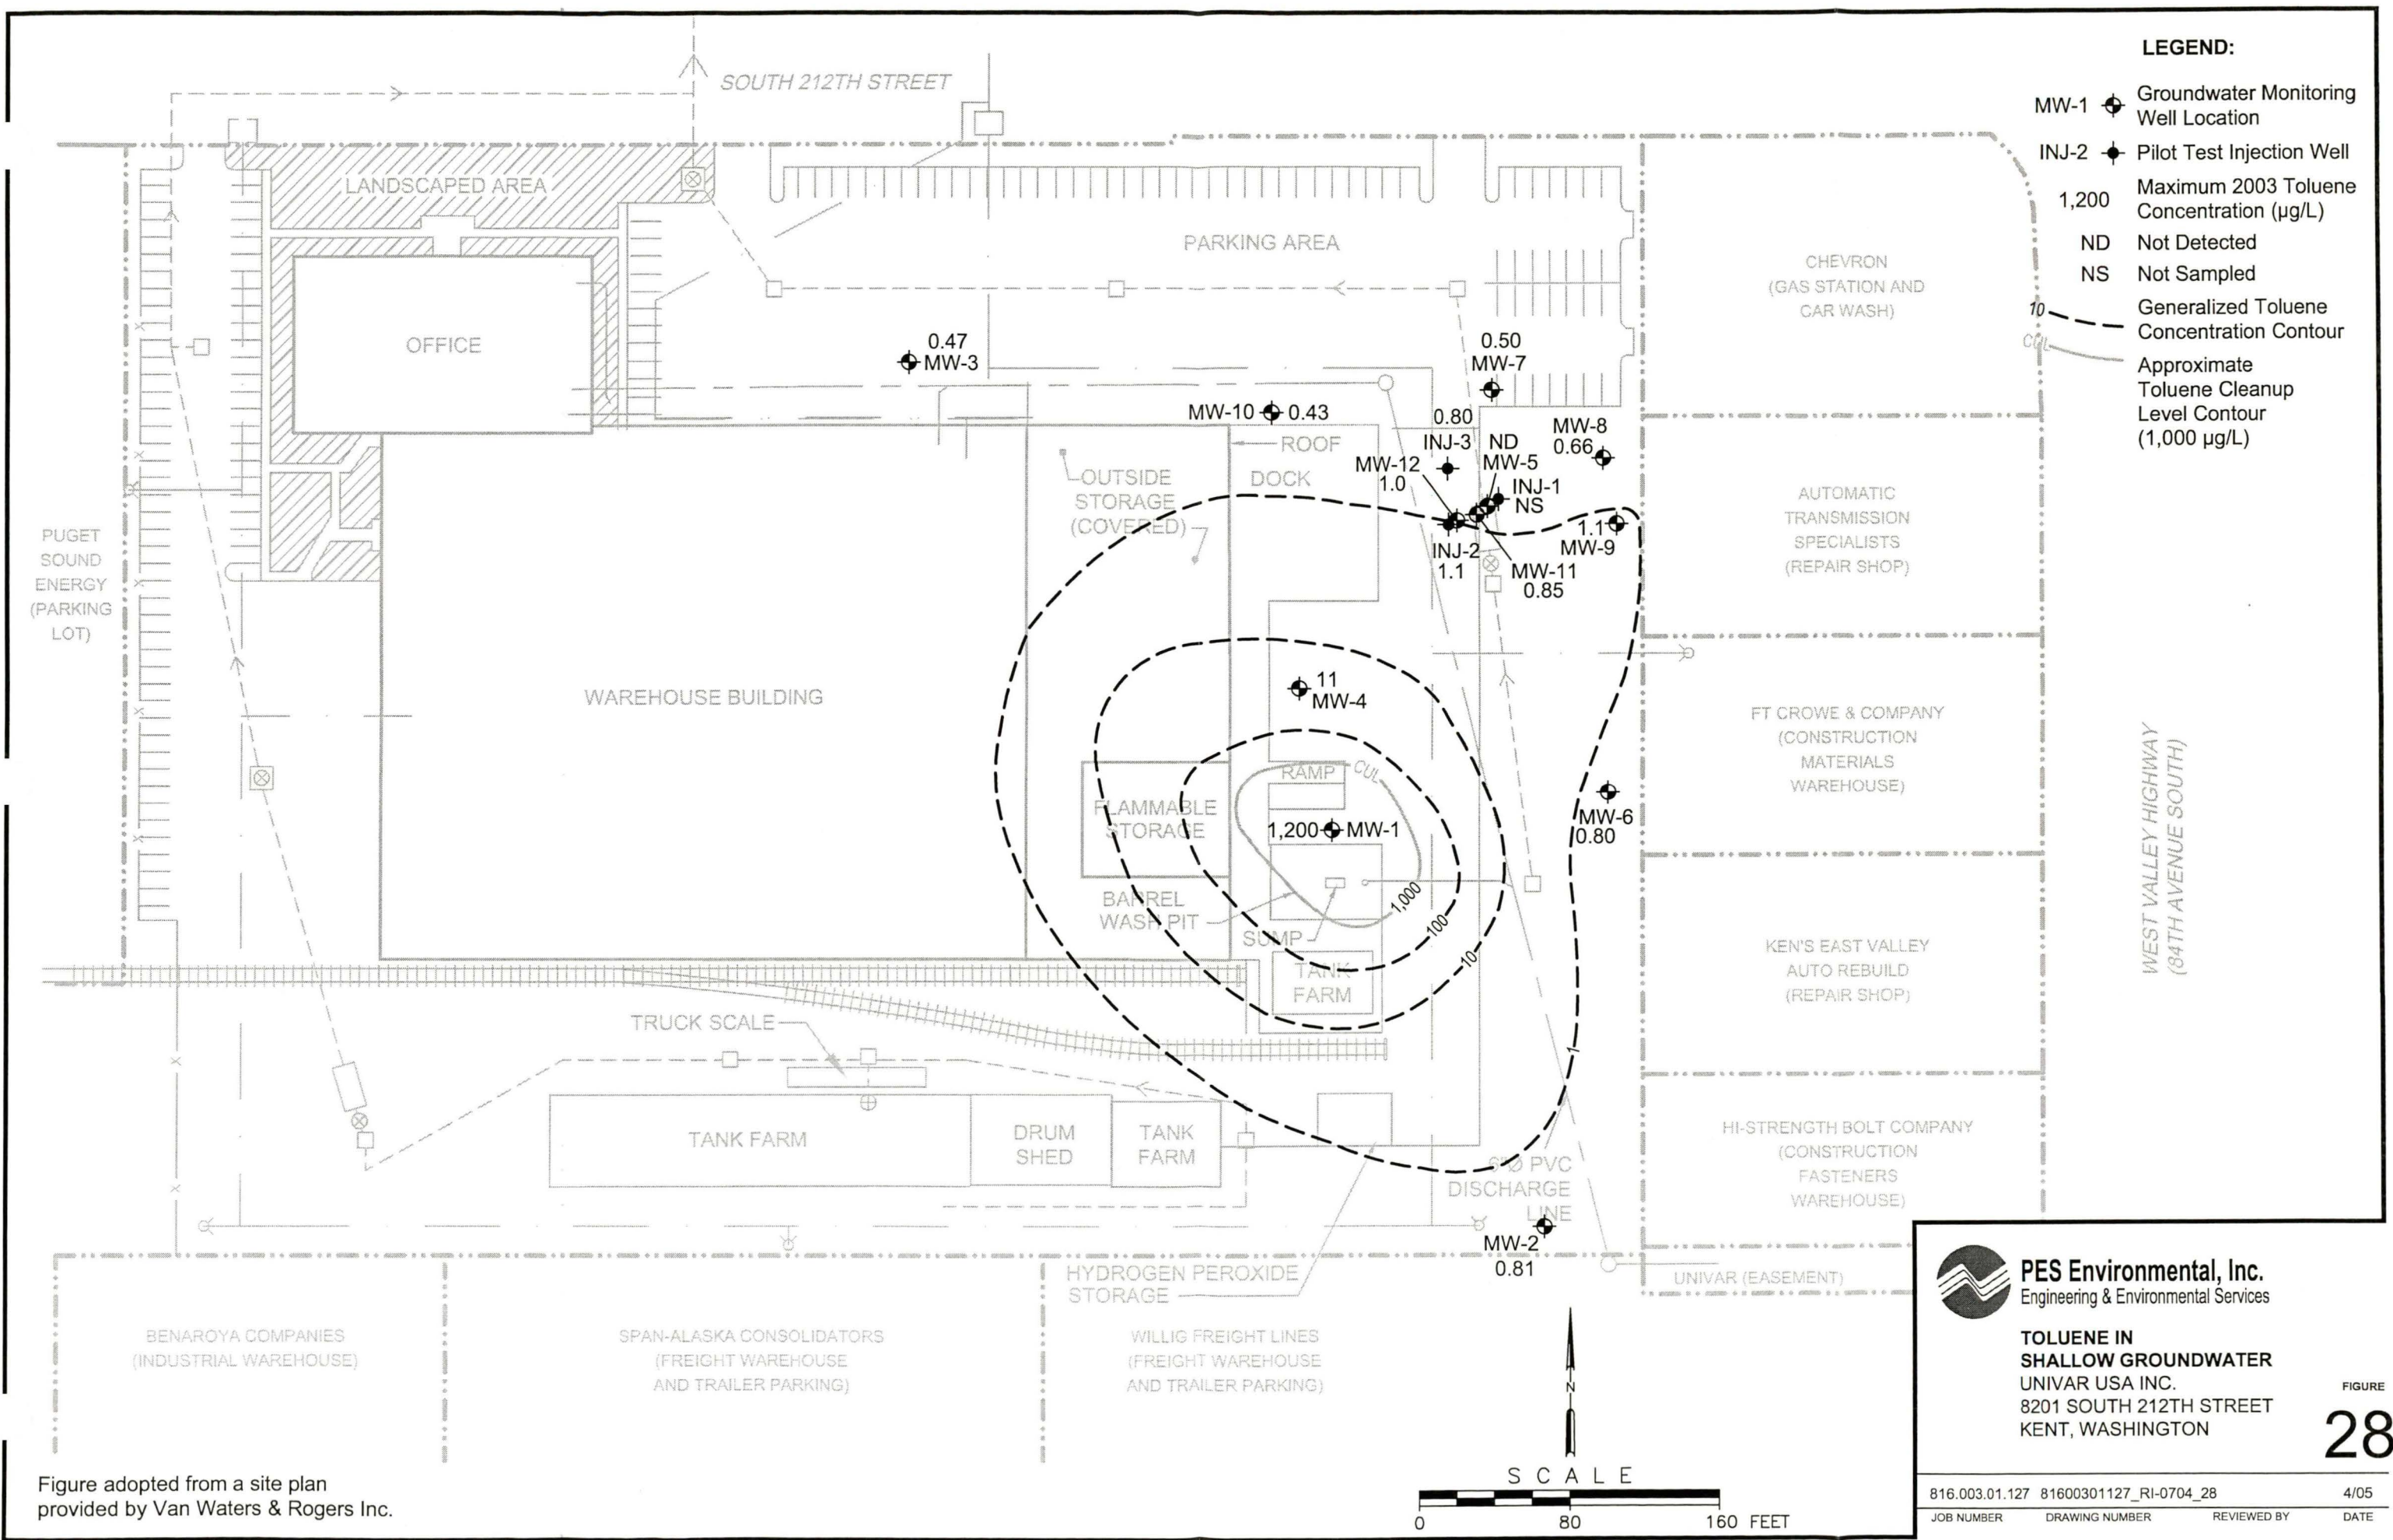 SOUTH 212TH STREET
LANDSCAPED AREA
OFFICE
PARKING AREA
0.47
MW-3
MW-10
0.43
0.50
MW-7
0.80
INJ-3
ND
MW-5
MW-8
0.66
MW-12
1.0
INJ-1
NS
1.1
MW-9
INJ-2
1.1
MW-11
0.85
ROOF
DOCK
OUTSIDE
STORAGE
(COVERED)
PUGET
SOUND
ENERGY
(PARKING
LOT)
WAREHOUSE BUILDING
11
MW-4
RAMP
CUL
FLAMMABLE
STORAGE
1,200
MW-1
MW-6
0.80
BARREL
WASH PIT
SUMP
1,000
100
10
1
TANK
FARM
TRUCK SCALE
TANK FARM
DRUM
SHED
TANK
FARM
6"Ø PVC
DISCHARGE
LINE
MW-2
0.81
HYDROGEN PEROXIDE
STORAGE
UNIVAR (EASEMENT)
BENAROYA COMPANIES
(INDUSTRIAL WAREHOUSE)
SPAN-ALASKA CONSOLIDATORS
(FREIGHT WAREHOUSE
AND TRAILER PARKING)
WILLIG FREIGHT LINES
(FREIGHT WAREHOUSE
AND TRAILER PARKING)
CHEVRON
(GAS STATION AND
CAR WASH)
AUTOMATIC
TRANSMISSION
SPECIALISTS
(REPAIR SHOP)
FT CROWE & COMPANY
(CONSTRUCTION
MATERIALS
WAREHOUSE)
KEN'S EAST VALLEY
AUTO REBUILD
(REPAIR SHOP)
HI-STRENGTH BOLT COMPANY
(CONSTRUCTION
FASTENERS
WAREHOUSE)
WEST VALLEY HIGHWAY
(84TH AVENUE SOUTH)
LEGEND:
MW-1 Groundwater Monitoring
Well Location
INJ-2 Pilot Test Injection Well
1,200 Maximum 2003 Toluene
Concentration (µg/L)
ND Not Detected
NS Not Sampled
10 Generalized Toluene
Concentration Contour
CUL Approximate
Toluene Cleanup
Level Contour
(1,000 µg/L)
N
SCALE
0 80 160 FEET
Figure adopted from a site plan
provided by Van Waters & Rogers Inc.
PES Environmental, Inc.
Engineering & Environmental Services
TOLUENE IN
SHALLOW GROUNDWATER
UNIVAR USA INC.
8201 SOUTH 212TH STREET
KENT, WASHINGTON
FIGURE
28
816.003.01.127 81600301127_RI-0704_28 4/05
JOB NUMBER DRAWING NUMBER REVIEWED BY DATE